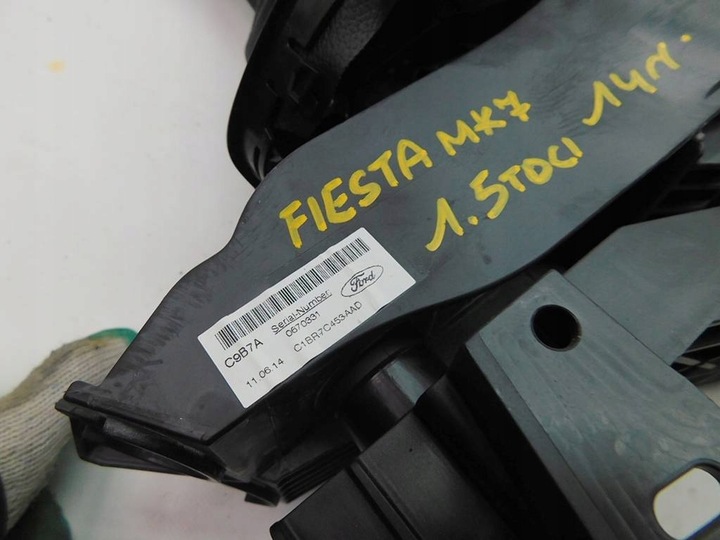 FIESTA MK7
1.5TDCI 14r.
Serial-Number
Ford
C9B7A 0670331
11.06.14 C1BR7C453AAD